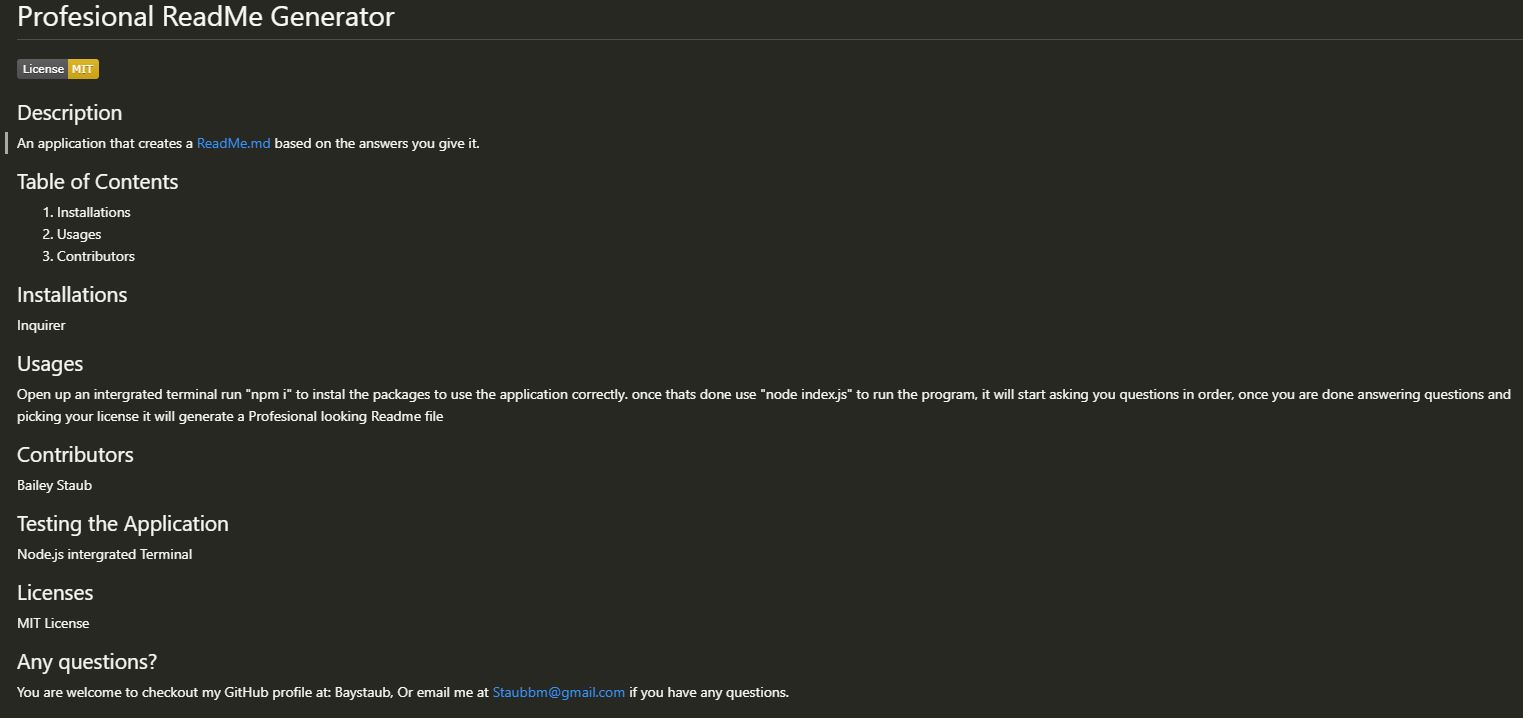 Profesional ReadMe Generator
License MIT
Description
An application that creates a ReadMe.md based on the answers you give it.
Table of Contents
1. Installations
2. Usages
3. Contributors
Installations
Inquirer
Usages
Open up an intergrated terminal run "npm i" to instal the packages to use the application correctly. once thats done use "node index.js" to run the program, it will start asking you questions in order, once you are done answering questions and
picking your license it will generate a Profesional looking Readme file
Contributors
Bailey Staub
Testing the Application
Node.js intergrated Terminal
Licenses
MIT License
Any questions?
You are welcome to checkout my GitHub profile at: Baystaub, Or email me at Staubbm@gmail.com if you have any questions.